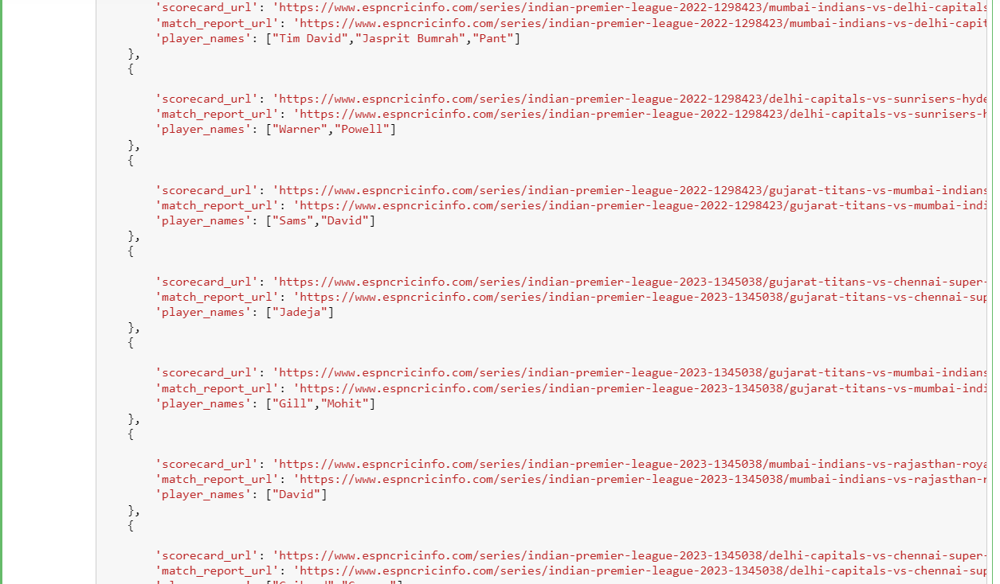 'scorecard_url': 'https://www.espncricinfo.com/series/indian-premier-league-2022-1298423/mumbai-indians-vs-delhi-capitals
'match_report_url': 'https://www.espncricinfo.com/series/indian-premier-league-2022-1298423/mumbai-indians-vs-delhi-capit
'player_names': ["Tim David","Jasprit Bumrah","Pant"]
},
{
'scorecard_url': 'https://www.espncricinfo.com/series/indian-premier-league-2022-1298423/delhi-capitals-vs-sunrisers-hyde
'match_report_url': 'https://www.espncricinfo.com/series/indian-premier-league-2022-1298423/delhi-capitals-vs-sunrisers-h
'player_names': ["Warner","Powell"]
},
{
'scorecard_url': 'https://www.espncricinfo.com/series/indian-premier-league-2022-1298423/gujarat-titans-vs-mumbai-indians
'match_report_url': 'https://www.espncricinfo.com/series/indian-premier-league-2022-1298423/gujarat-titans-vs-mumbai-indi
'player_names': ["Sams","David"]
},
{
'scorecard_url': 'https://www.espncricinfo.com/series/indian-premier-league-2023-1345038/gujarat-titans-vs-chennai-super-
'match_report_url': 'https://www.espncricinfo.com/series/indian-premier-league-2023-1345038/gujarat-titans-vs-chennai-sup
'player_names': ["Jadeja"]
},
{
'scorecard_url': 'https://www.espncricinfo.com/series/indian-premier-league-2023-1345038/gujarat-titans-vs-mumbai-indians
'match_report_url': 'https://www.espncricinfo.com/series/indian-premier-league-2023-1345038/gujarat-titans-vs-mumbai-indi
'player_names': ["Gill","Mohit"]
},
{
'scorecard_url': 'https://www.espncricinfo.com/series/indian-premier-league-2023-1345038/mumbai-indians-vs-rajasthan-roya
'match_report_url': 'https://www.espncricinfo.com/series/indian-premier-league-2023-1345038/mumbai-indians-vs-rajasthan-r
'player_names': ["David"]
},
{
'scorecard_url': 'https://www.espncricinfo.com/series/indian-premier-league-2023-1345038/delhi-capitals-vs-chennai-super-
'match_report_url': 'https://www.espncricinfo.com/series/indian-premier-league-2023-1345038/delhi-capitals-vs-chennai-sup